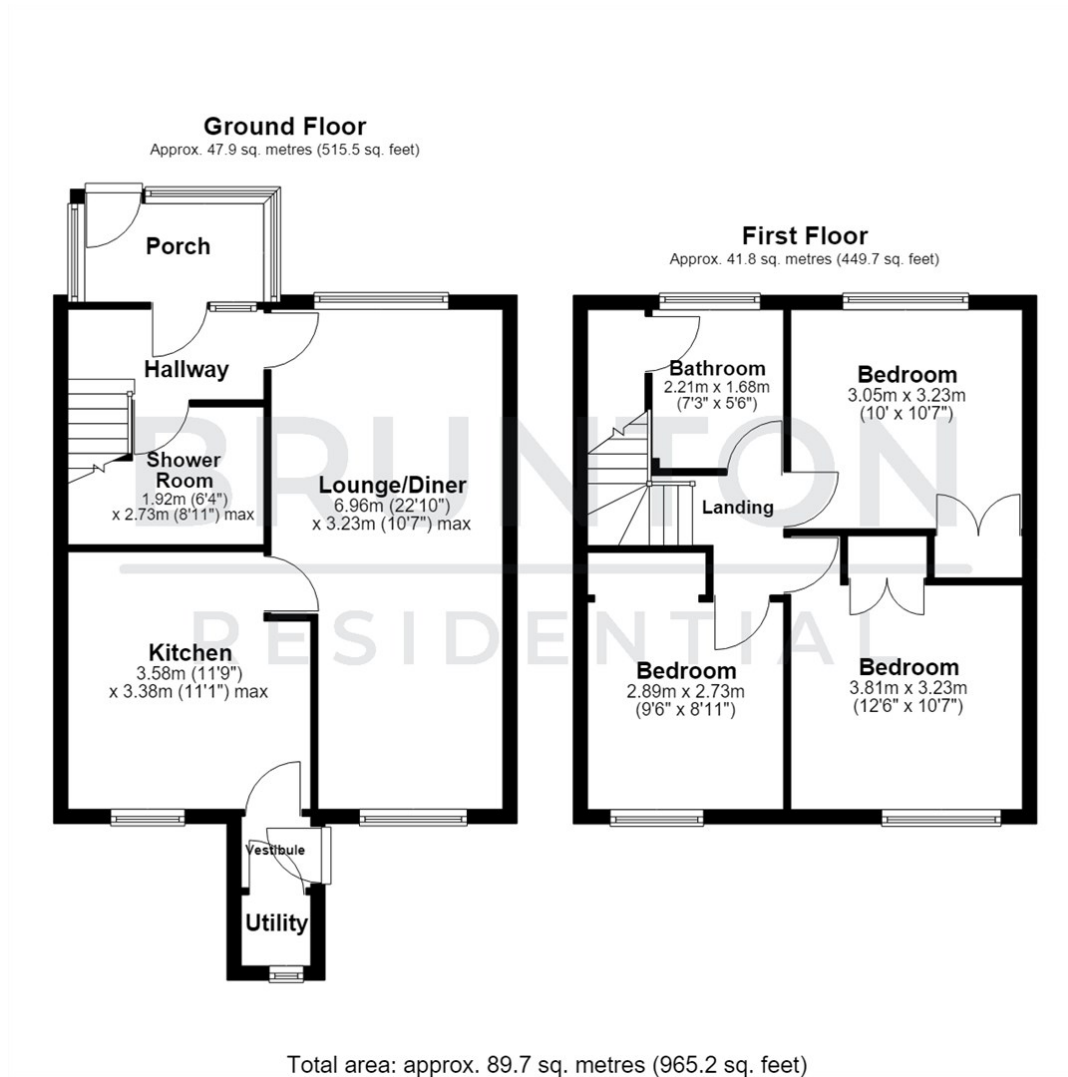 Ground Floor
Approx. 47.9 sq. metres (515.5 sq. feet)
Porch
Hallway
Shower
Room
1.92m (6'4")
x 2.73m (8'11") max
Lounge/Diner
6.96m (22'10")
x 3.23m (10'7") max
Kitchen
3.58m (11'9")
x 3.38m (11'1") max
Vestibule
Utility
First Floor
Approx. 41.8 sq. metres (449.7 sq. feet)
Bathroom
2.21m x 1.68m
(7'3" x 5'6")
Bedroom
3.05m x 3.23m
(10' x 10'7")
Landing
Bedroom
2.89m x 2.73m
(9'6" x 8'11")
Bedroom
3.81m x 3.23m
(12'6" x 10'7")
BRUNTON
RESIDENTIAL
Total area: approx. 89.7 sq. metres (965.2 sq. feet)